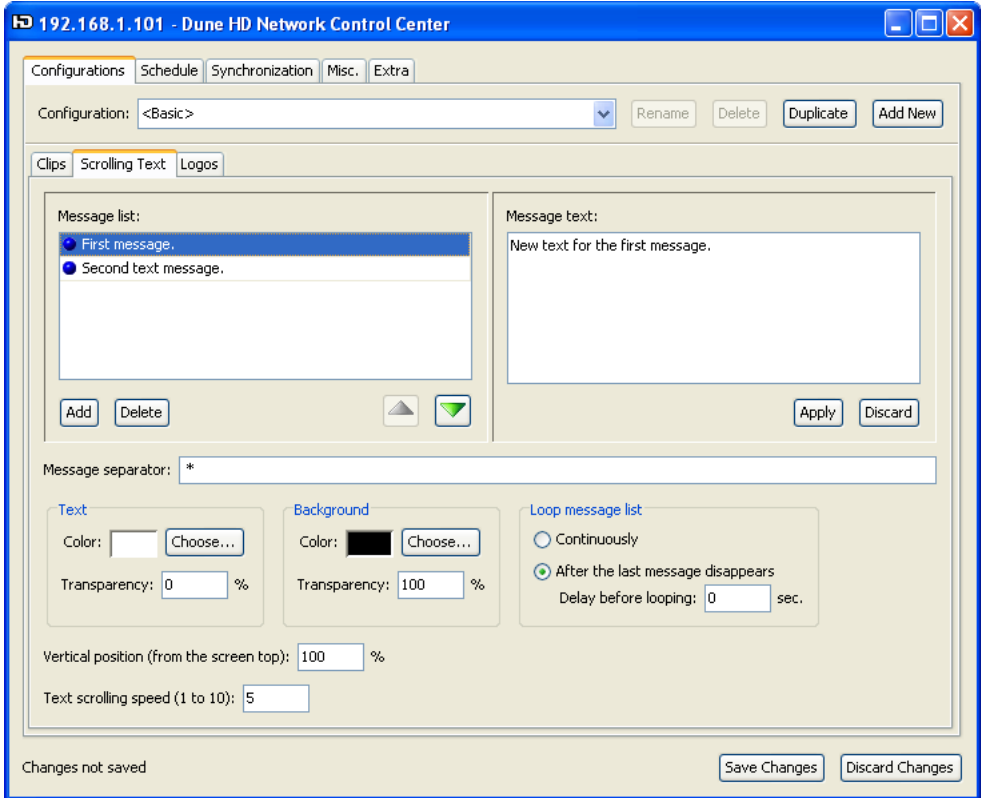 192.168.1.101 - Dune HD Network Control Center
Configurations Schedule Synchronization Misc. Extra
Configuration: <Basic> Rename Delete Duplicate Add New
Clips Scrolling Text Logos
Message list:
First message.
Second text message.
Add Delete
Message text:
New text for the first message.
Apply Discard
Message separator: *
Text
Color: Choose...
Transparency: 0 %
Background
Color: Choose...
Transparency: 100 %
Loop message list
Continuously
After the last message disappears
Delay before looping: 0 sec.
Vertical position (from the screen top): 100 %
Text scrolling speed (1 to 10): 5
Changes not saved Save Changes Discard Changes